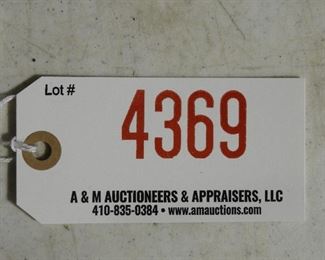 Lot #
4369
A & M AUCTIONEERS & APPRAISERS, LLC
410-835-0384 • www.amauctions.com